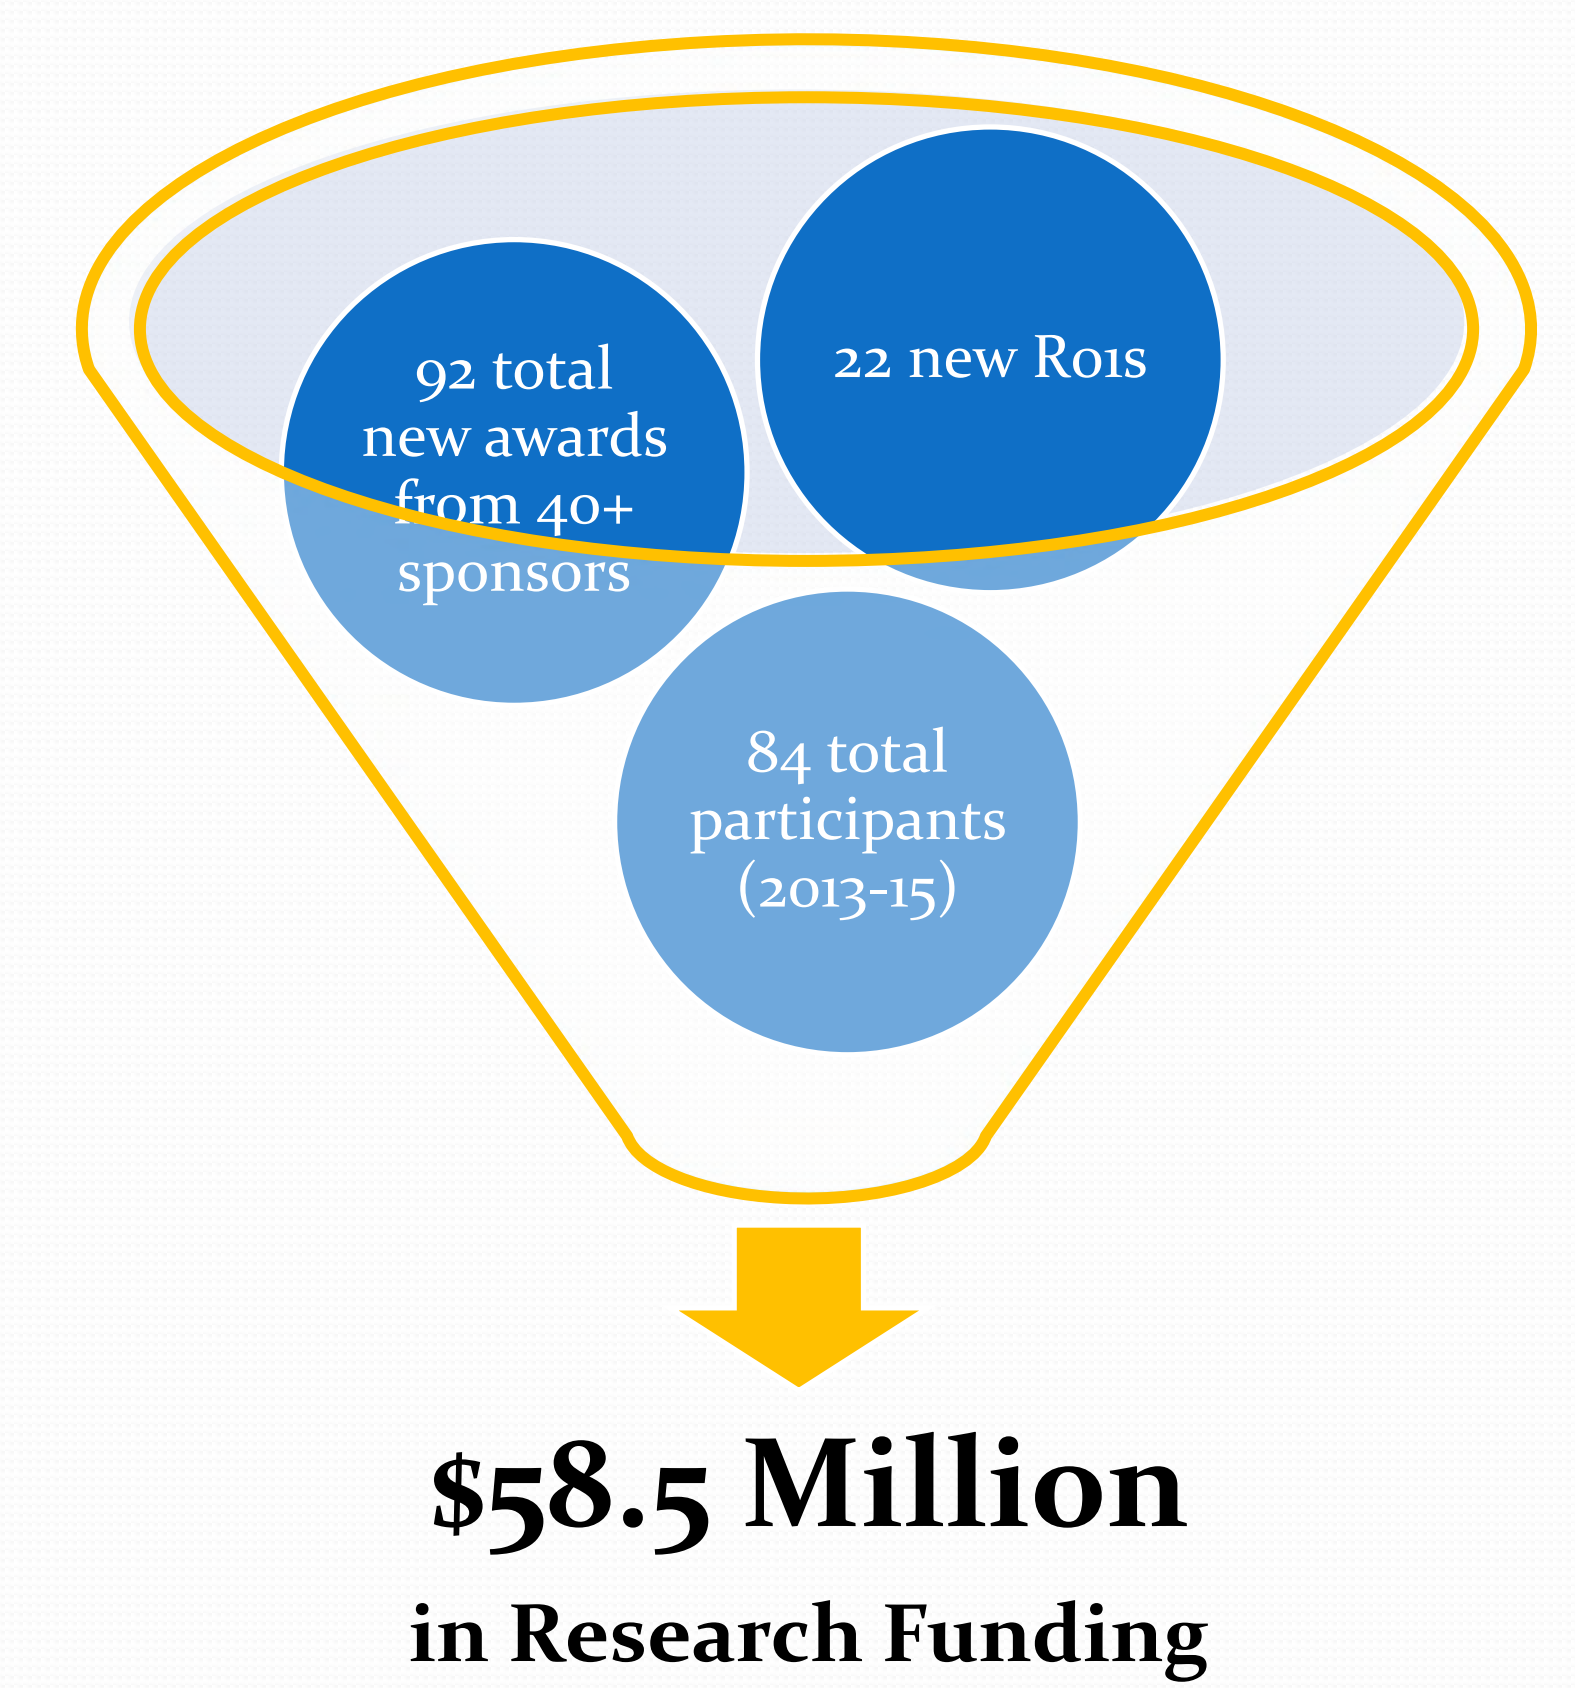 92 total
new awards
from 40+
sponsors
22 new R01s
84 total
participants
(2013-15)
$58.5 Million
in Research Funding